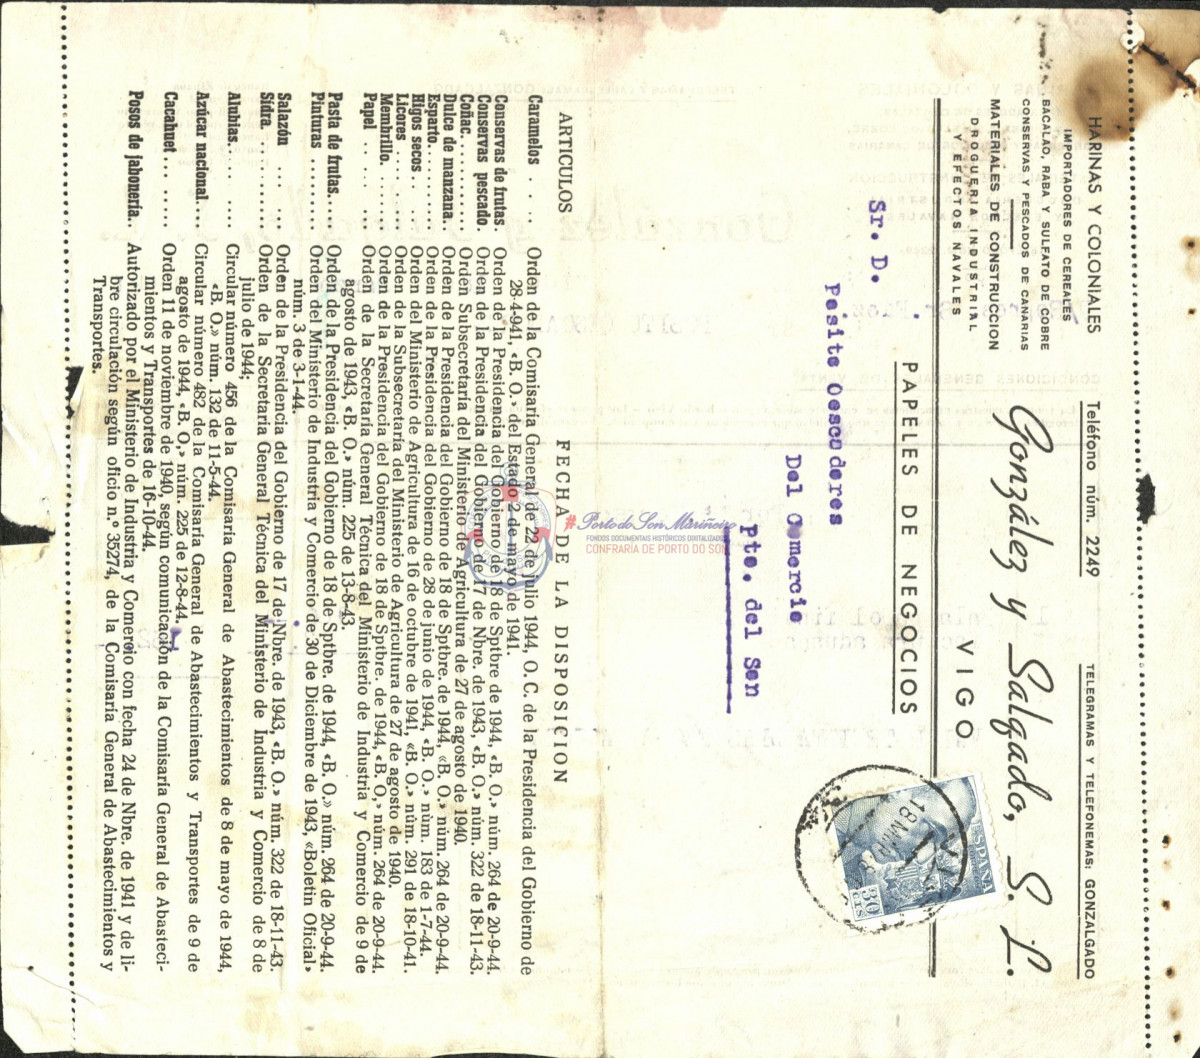 HARINAS Y COLONIALES
IMPORTADORES DE CEREALES
BACALAO, RABA Y SULFATO DE COBRE
CONSERVAS Y PESCADOS DE CANARIAS
MATERIALES DE CONSTRUCCION
DROGUERIA INDUSTRIAL
Y EFECTOS NAVALES
Teléfono núm. 2249
TELEGRAMAS Y TELEFONEMAS: GONZALGADO
González y Salgado, S. L.
VIGO
PAPELES DE NEGOCIOS
ESPAÑA
30 CTS
18 MAR
Sr. D.
Posito Oescaderes
Del Comercio
Pto. del Son
#Porto do Son Mariñeiro
FONDOS DOCUMENTAIS HISTÓRICOS DIXITALIZADOS
CONFRARÍA DE PORTO DO SON
ARTICULOS FECHA DE LA DISPOSICION
Caramelos . . . Orden de la Comisaría General de 22 de julio 1944, O. C. de la Presidencia del Gobierno de
28-4-941, «B. O.» del Estado 2 de mayo de 1941.
Conservas de frutas. Orden de la Presidencia del Gobierno de 18 de Sptbre de 1944, «B. O.» núm. 264 de 20-9-44.
Conservas pescado. Orden de la Presidencia del Gobierno de 17 de Nbre. de 1943, «B. O.» núm. 322 de 18-11-43.
Coñac.......... Orden Subsecretaría del Ministerio de Agricultura de 27 de agosto de 1940.
Dulce de manzana. Orden de la Presidencia del Gobierno de 18 de Sptbre. de 1944, «B. O.» núm. 264 de 20-9-44.
Esparto........ Orden de la Presidencia del Gobierno de 28 de junio de 1944, «B. O.» núm. 183 de 1-7-44.
Higos secos . . Orden del Ministerio de Agricultura de 16 de octubre de 1941, «B. O.» núm. 291 de 18-10-41.
Licores ..... .... Orden de la Subsecretaría del Ministerio de Agricultura de 27 de agosto de 1940.
Membrillo. .... Orden de la Presidencia del Gobierno de 18 de Sptbre. de 1944, «B. O.» núm. 264 de 20-9-44.
Papel .. . .... Orden de la Secretaría General Técnica del Ministerio de Industria y Comercio de 9 de
agosto de 1943, «B. O.» núm. 225 de 13-8-43.
Pasta de frutas.... Orden de la Presidencia del Gobierno de 18 de Sptbre. de 1944, «B. O.» núm. 264 de 20-9-44.
Pinturas ....... Orden del Ministerio de Industria y Comercio de 30 de Diciembre de 1943, «Boletín Oficial»
núm. 3 de 3-1-44.
Salazón Orden de la Presidencia del Gobierno de 17 de Nbre. de 1943, «B. O.» núm. 322 de 18-11-43.
Sidra. .......... Orden de la Secretaría General Técnica del Ministerio de Industria y Comercio de 8 de
julio de 1944;
Alubias.... .... Circular número 456 de la Comisaría General de Abastecimientos de 8 de mayo de 1944,
«B. O.» núm. 132 de 11-5-44.
Azúcar nacional. .... Circular número 482 de la Comisaría General de Abastecimientos y Transportes de 9 de
agosto de 1944, «B. O,» núm. 225 de 12-8-44.
Cacahuet... ..... Orden 11 de noviembre de 1940, según comunicación de la Comisaría General de Abasteci-
mientos y Transportes de 16-10-44.
Posos de jabonería.. Autorizado por el Ministerio de Industria y Comercio con fecha 24 de Nbre. de 1941 y de li-
bre circulación según oficio n.º 35274, de la Comisaría General de Abastecimientos y
Transportes.